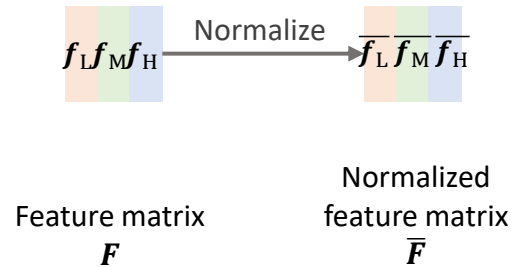 Normalize
f_L f_M f_H
f̅_L f̅_M f̅_H
Feature matrix
F
Normalized
feature matrix
F̅